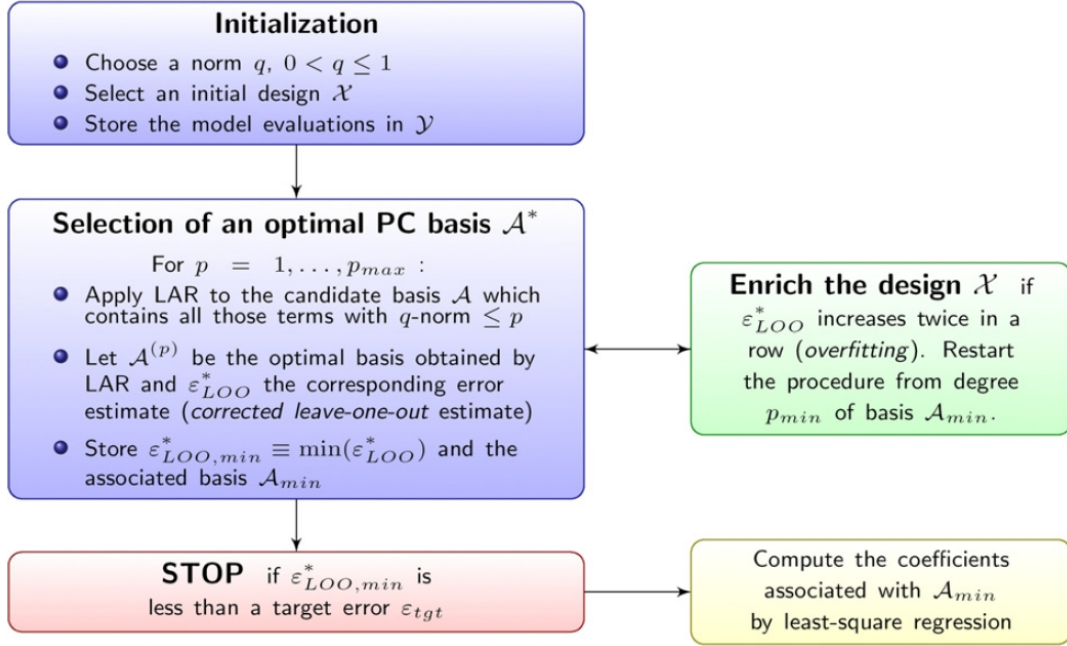 Initialization
Choose a norm q, 0 < q ≤ 1
Select an initial design 𝒳
Store the model evaluations in 𝒴
Selection of an optimal PC basis 𝒜*
For p = 1, . . . , p_max :
Apply LAR to the candidate basis 𝒜 which
contains all those terms with q-norm ≤ p
Let 𝒜^(p) be the optimal basis obtained by
LAR and ε*_LOO the corresponding error
estimate (corrected leave-one-out estimate)
Store ε*_LOO,min ≡ min(ε*_LOO) and the
associated basis 𝒜_min
Enrich the design 𝒳 if
ε*_LOO increases twice in a
row (overfitting). Restart
the procedure from degree
p_min of basis 𝒜_min.
STOP if ε*_LOO,min is
less than a target error ε_tgt
Compute the coefficients
associated with 𝒜_min
by least-square regression